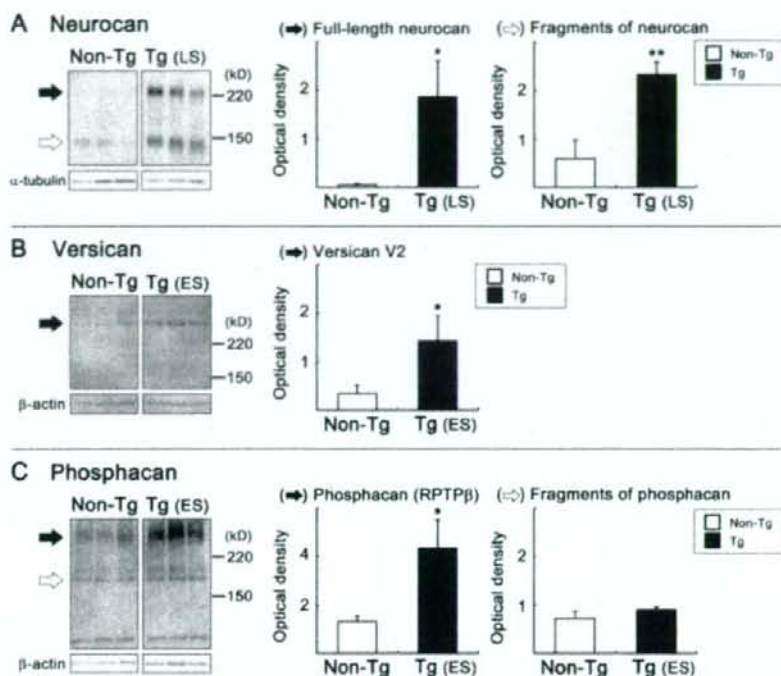 A Neurocan
Non-Tg Tg (LS)
(kD)
220
150
α-tubulin
(➡) Full-length neurocan
Optical density
2
1
*
Non-Tg Tg (LS)
(⇨) Fragments of neurocan
Optical density
2
1
**
Non-Tg Tg (LS)
Non-Tg
Tg
B Versican
Non-Tg Tg (ES)
(kD)
220
150
β-actin
(➡) Versican V2
Optical density
2
1
*
Non-Tg Tg (ES)
Non-Tg
Tg
C Phosphacan
Non-Tg Tg (ES)
(kD)
220
150
β-actin
(➡) Phosphacan (RPTPβ)
Optical density
4
2
*
Non-Tg Tg (ES)
(⇨) Fragments of phosphacan
Optical density
2
1
Non-Tg Tg (ES)
Non-Tg
Tg